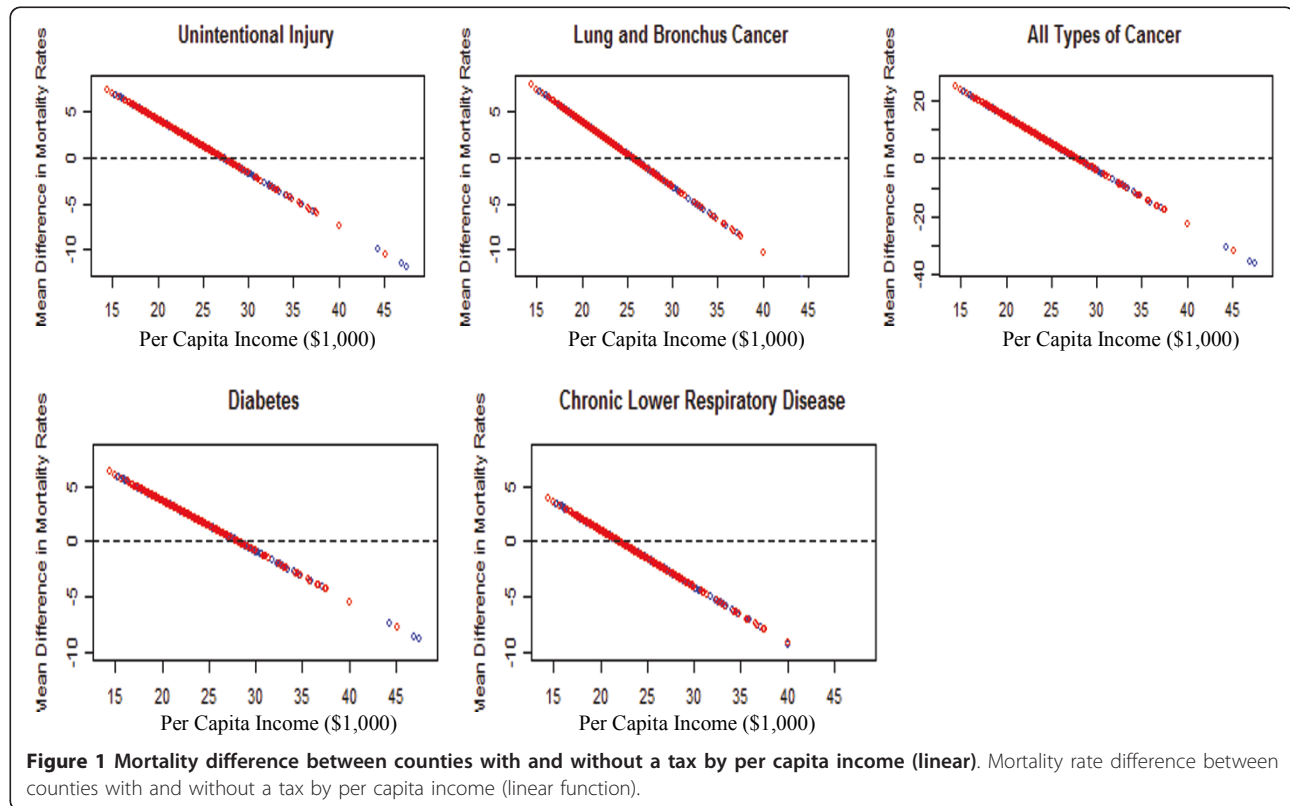 Unintentional Injury
Mean Difference in Mortality Rates
5
0
-5
-10
15 20 25 30 35 40 45
Per Capita Income ($1,000)
Lung and Bronchus Cancer
Mean Difference in Mortality Rates
5
0
-5
-10
15 20 25 30 35 40 45
Per Capita Income ($1,000)
All Types of Cancer
Mean Difference in Mortality Rates
20
0
-20
-40
15 20 25 30 35 40 45
Per Capita Income ($1,000)
Diabetes
Mean Difference in Mortality Rates
5
0
-5
-10
15 20 25 30 35 40 45
Per Capita Income ($1,000)
Chronic Lower Respiratory Disease
Mean Difference in Mortality Rates
5
0
-5
-10
15 20 25 30 35 40 45
Per Capita Income ($1,000)
Figure 1 Mortality difference between counties with and without a tax by per capita income (linear). Mortality rate difference between
counties with and without a tax by per capita income (linear function).